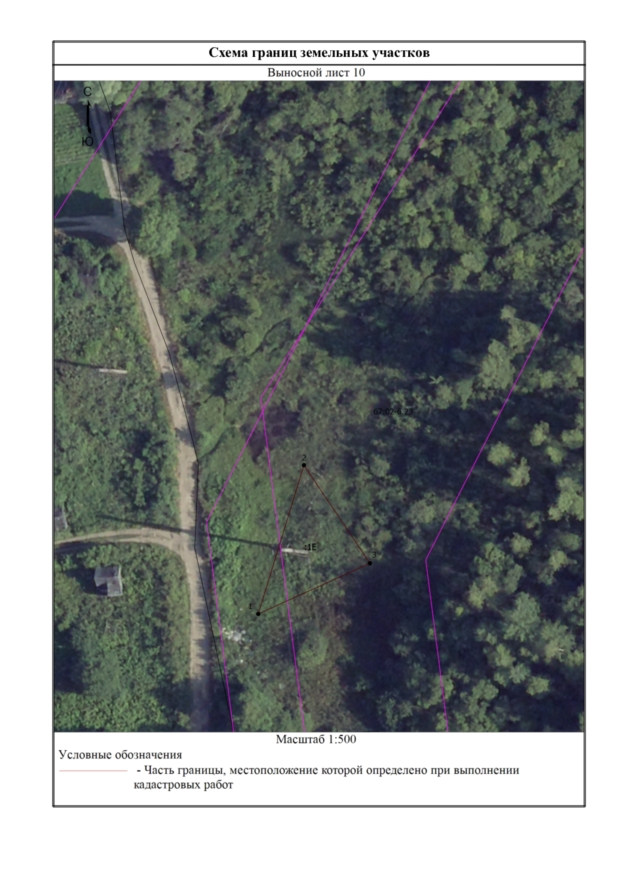 Схема границ земельных участков
Выносной лист 10
С
Ю
2
Масштаб 1:500
Условные обозначения
- Часть границы, местоположение которой определено при выполнении
кадастровых работ